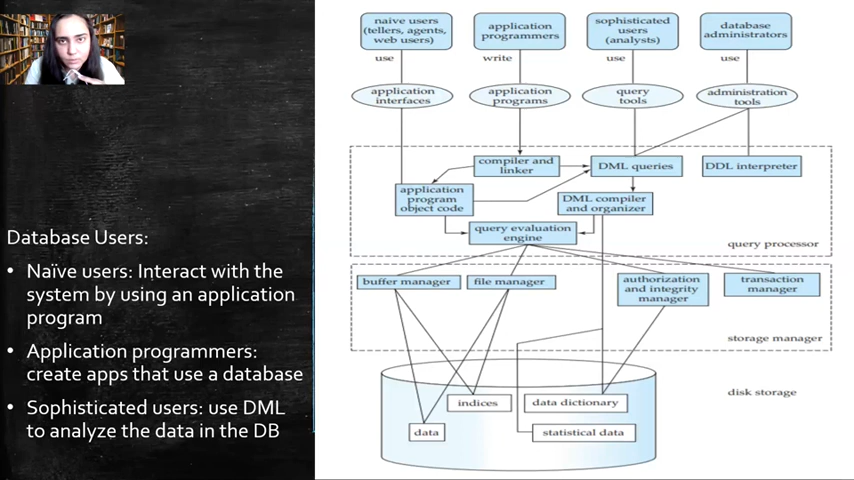 Database Users:
• Naïve users: Interact with the
system by using an application
program
• Application programmers:
create apps that use a database
• Sophisticated users: use DML
to analyze the data in the DB
naive users
(tellers, agents,
web users)
application
programmers
sophisticated
users
(analysts)
database
administrators
use
write
use
use
application
interfaces
application
programs
query
tools
administration
tools
compiler and
linker
DML queries
DDL interpreter
application
program
object code
DML compiler
and organizer
query evaluation
engine
query processor
buffer manager
file manager
authorization
and integrity
manager
transaction
manager
storage manager
disk storage
indices
data dictionary
data
statistical data